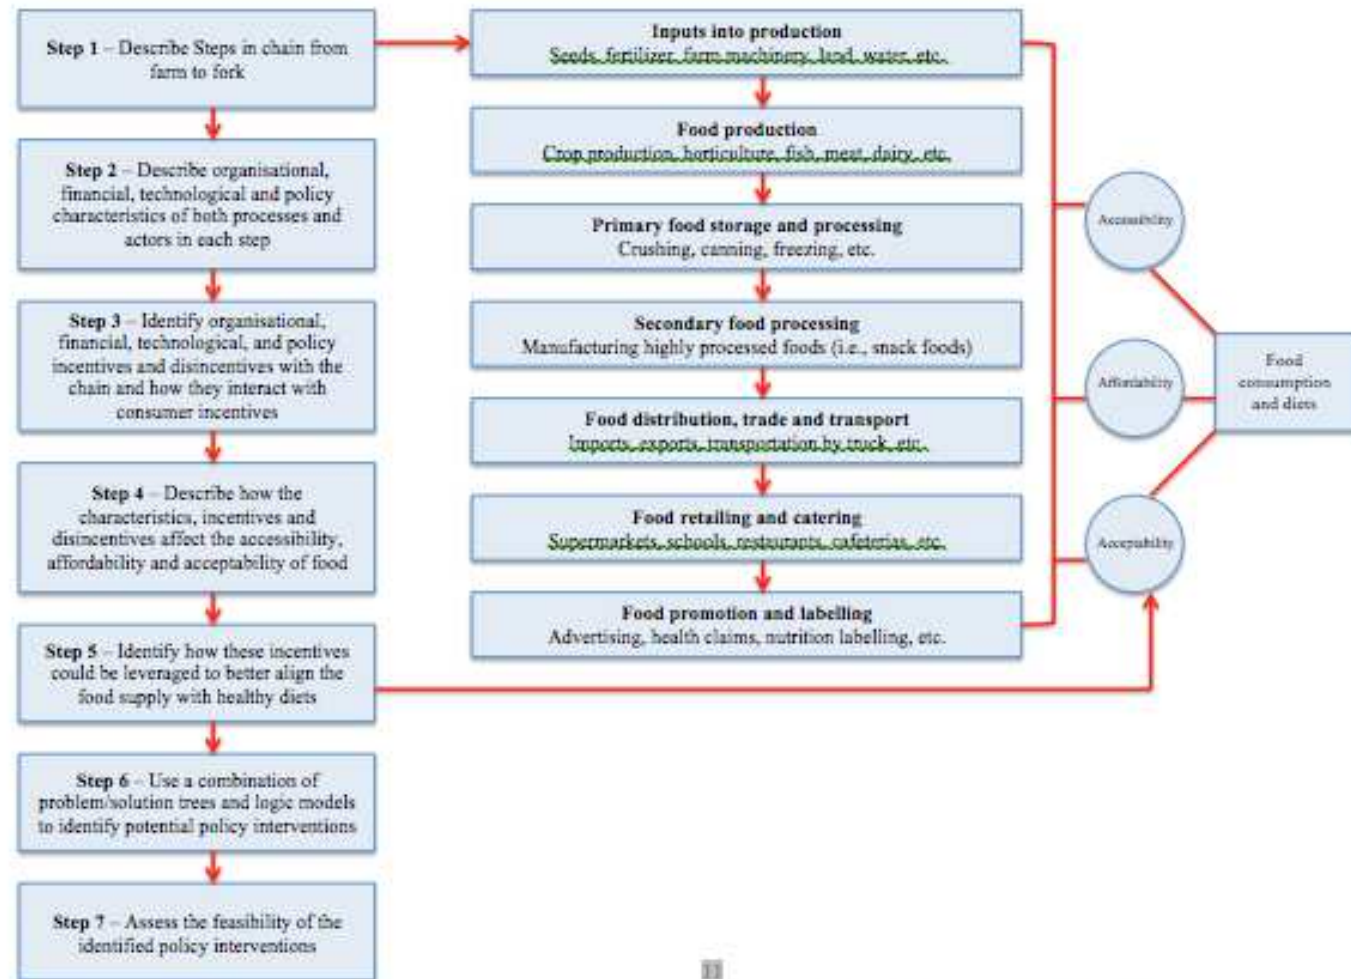 Step 1 – Describe Steps in chain from
farm to fork
Step 2 – Describe organisational,
financial, technological and policy
characteristics of both processes and
actors in each step
Step 3 – Identify organisational,
financial, technological, and policy
incentives and disincentives with the
chain and how they interact with
consumer incentives
Step 4 – Describe how the
characteristics, incentives and
disincentives affect the accessibility,
affordability and acceptability of food
Step 5 – Identify how these incentives
could be leveraged to better align the
food supply with healthy diets
Step 6 – Use a combination of
problem/solution trees and logic models
to identify potential policy interventions
Step 7 – Assess the feasibility of the
identified policy interventions
Inputs into production
Seeds, fertilizer, farm machinery, land, water, etc.
Food production
Crop production, horticulture, fish, meat, dairy, etc.
Primary food storage and processing
Crushing, canning, freezing, etc.
Secondary food processing
Manufacturing highly processed foods (i.e., snack foods)
Food distribution, trade and transport
Imports, exports, transportation by truck, etc.
Food retailing and catering
Supermarkets, schools, restaurants, cafeterias, etc.
Food promotion and labelling
Advertising, health claims, nutrition labelling, etc.
Accessibility
Affordability
Acceptability
Food
consumption
and diets